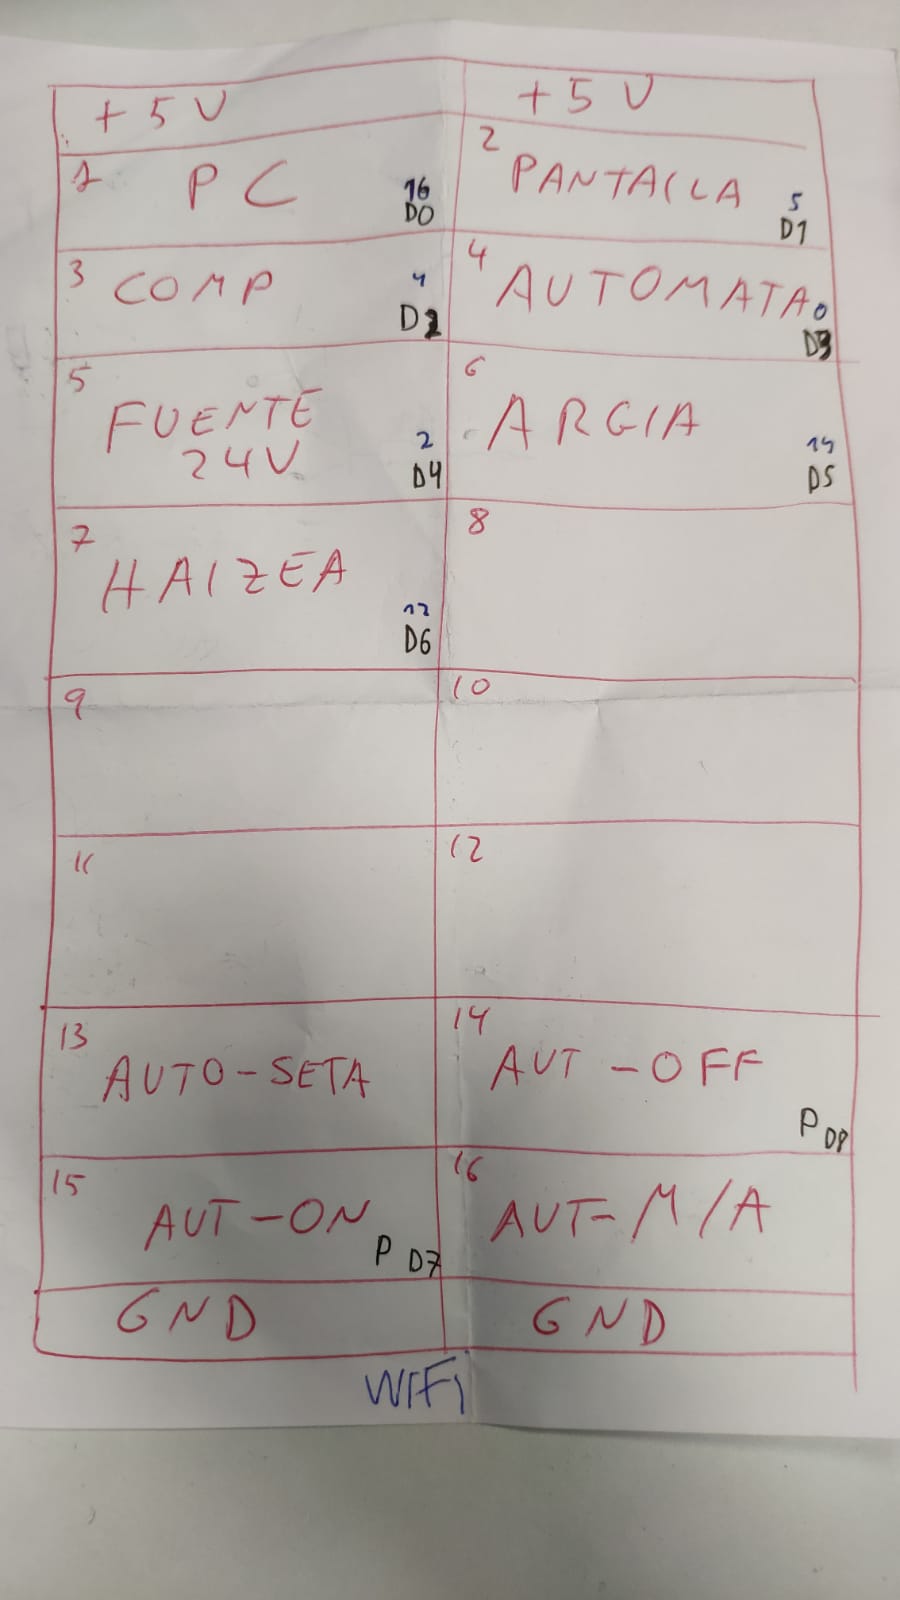 +5V
+5V
1 PC
16
D0
2 PANTALLA
5
D1
3 COMP
4
D2
4 AUTOMATA
0
D3
5 FUENTE
24V
2
D4
6 ARGIA
14
D5
7 HAIZEA
12
D6
8
9
10
11
12
13
AUTO-SETA
14
AUT-OFF
P D8
15
AUT-ON
P D7
16
AUT-M/A
GND
GND
WIFi